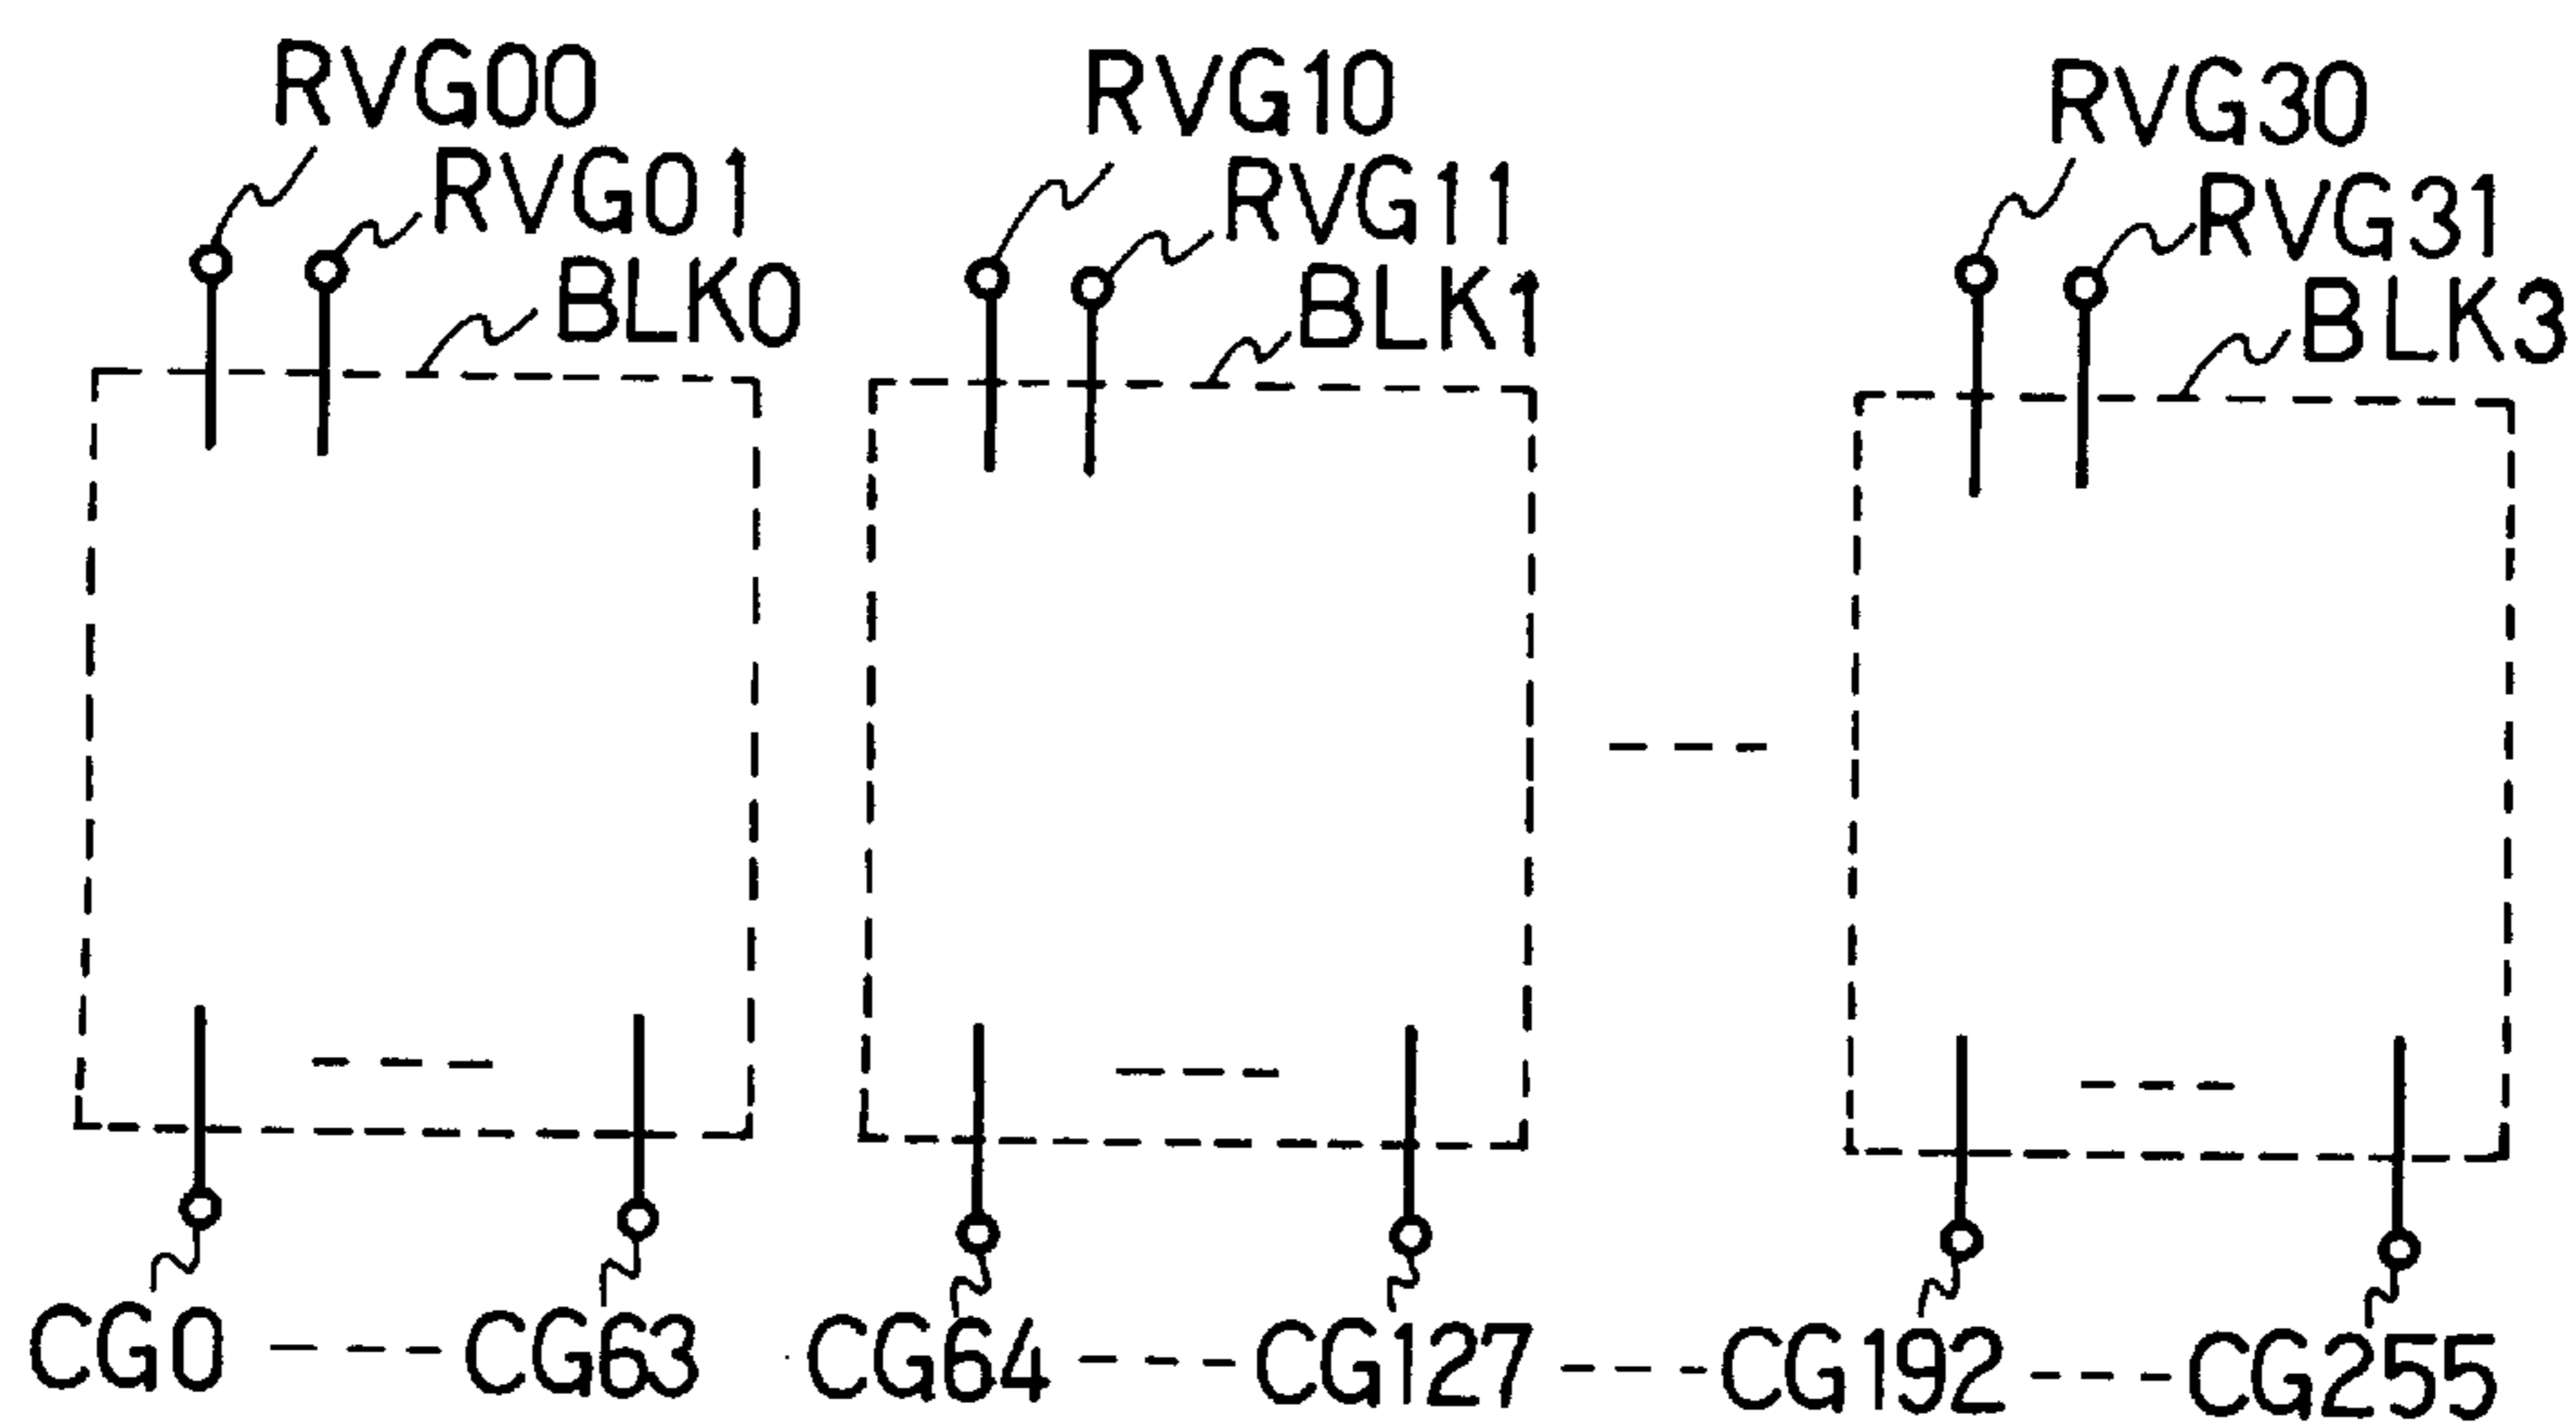 RVG00
RVG01
BLK0
RVG10
RVG11
BLK1
RVG30
RVG31
BLK3
CG0 --- CG63 CG64 --- CG127 --- CG192 --- CG255